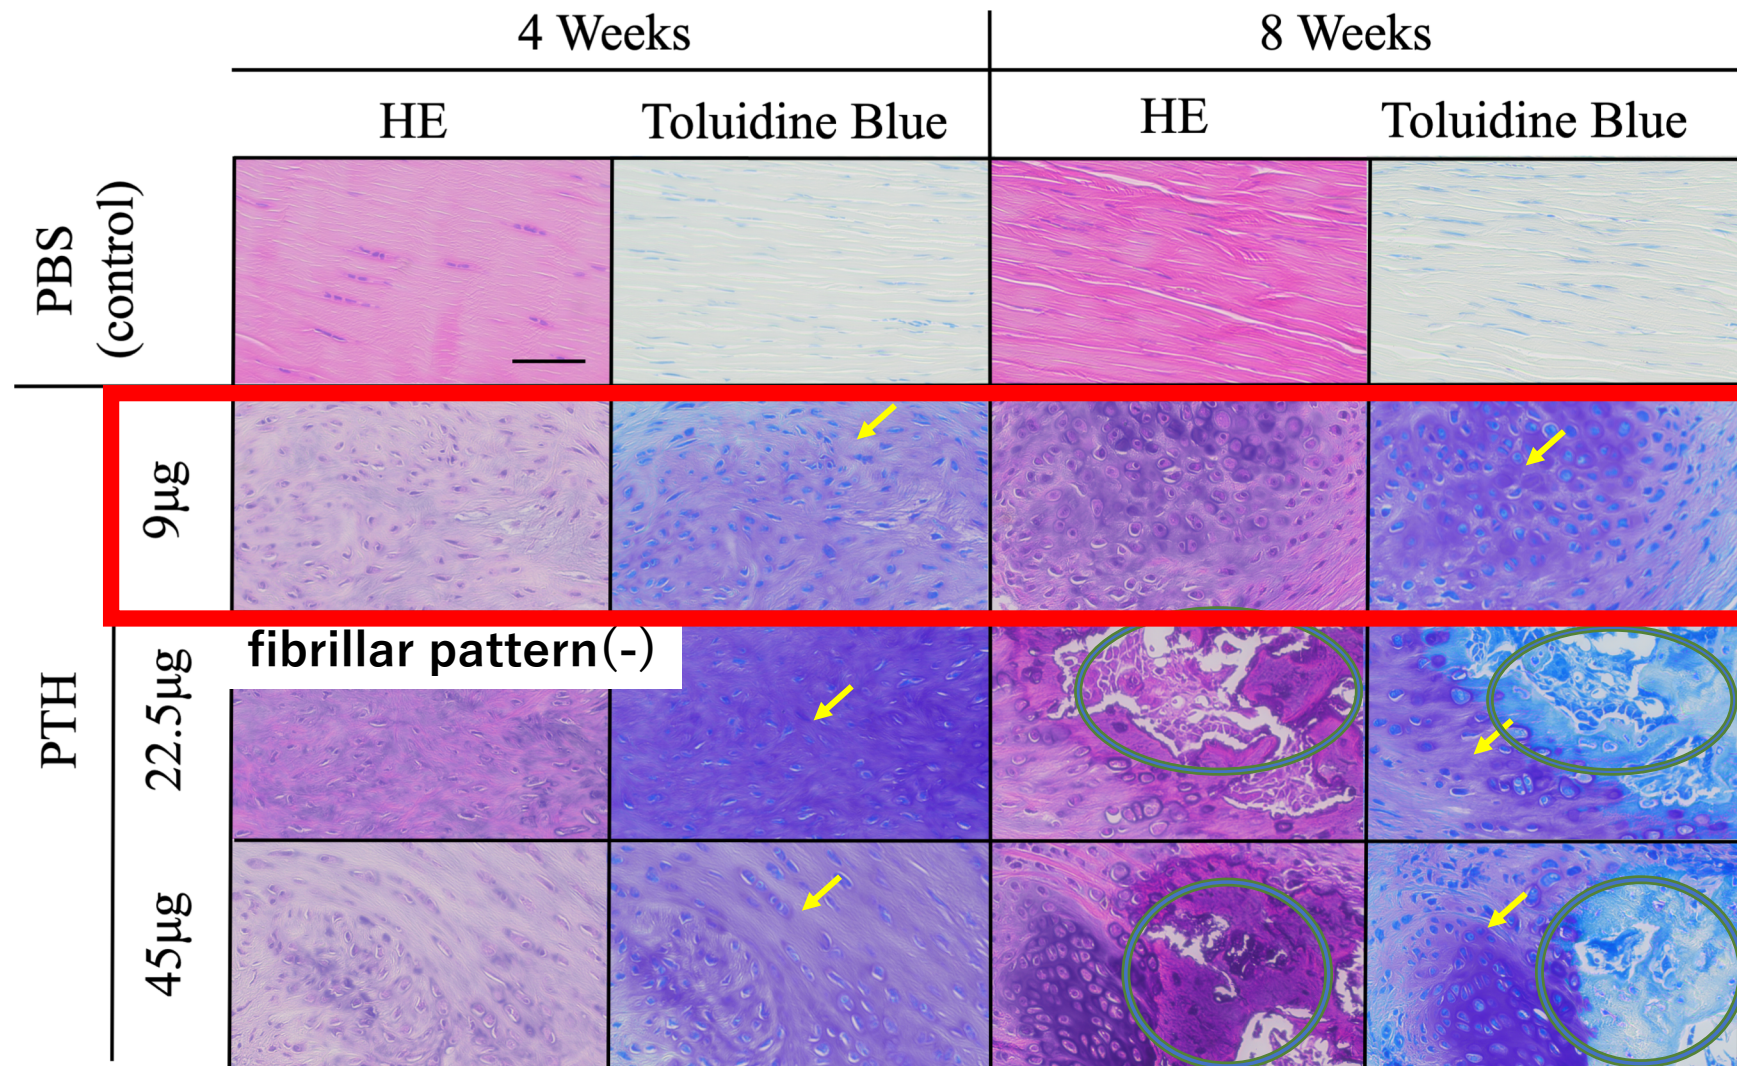 4 Weeks
8 Weeks
HE
Toluidine Blue
HE
Toluidine Blue
PBS
(control)
PTH
9μg
fibrillar pattern(-)
22.5μg
45μg